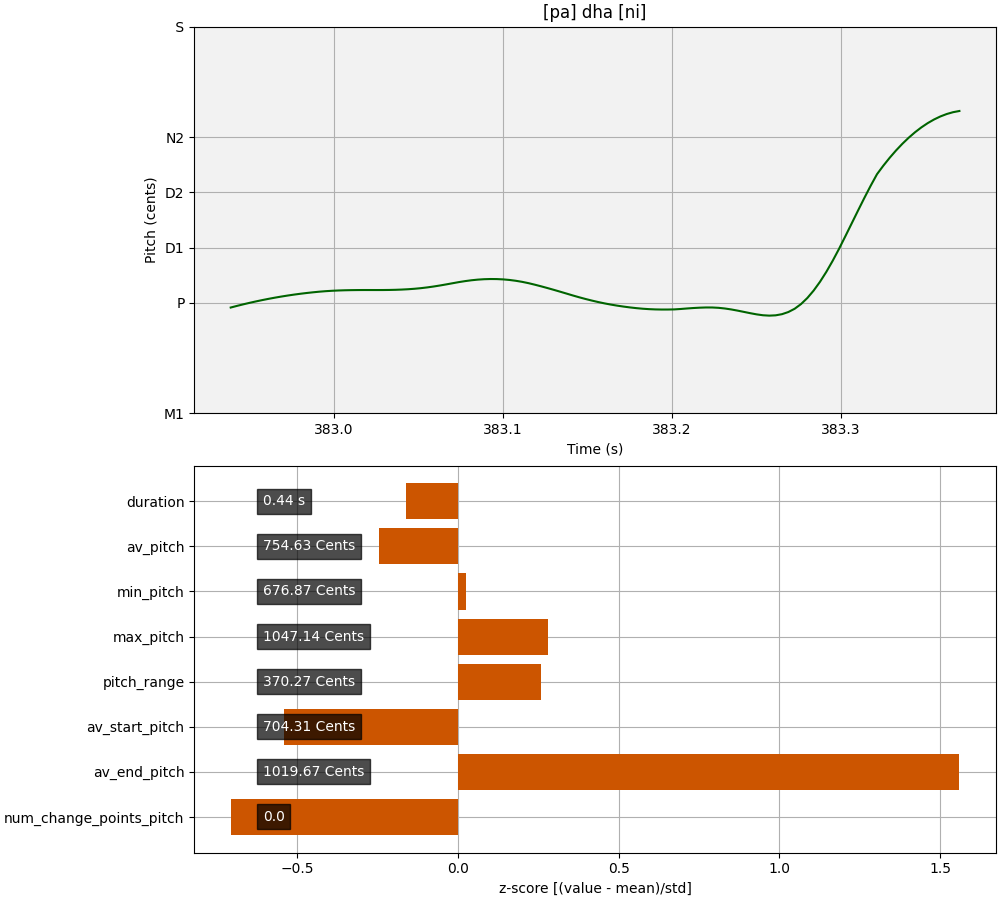 [pa] dha [ni]
S
N2
D2
D1
P
M1
Pitch (cents)
383.0 383.1 383.2 383.3
Time (s)
duration 0.44 s
av_pitch 754.63 Cents
min_pitch 676.87 Cents
max_pitch 1047.14 Cents
pitch_range 370.27 Cents
av_start_pitch 704.31 Cents
av_end_pitch 1019.67 Cents
num_change_points_pitch 0.0
−0.5 0.0 0.5 1.0 1.5
z-score [(value - mean)/std]